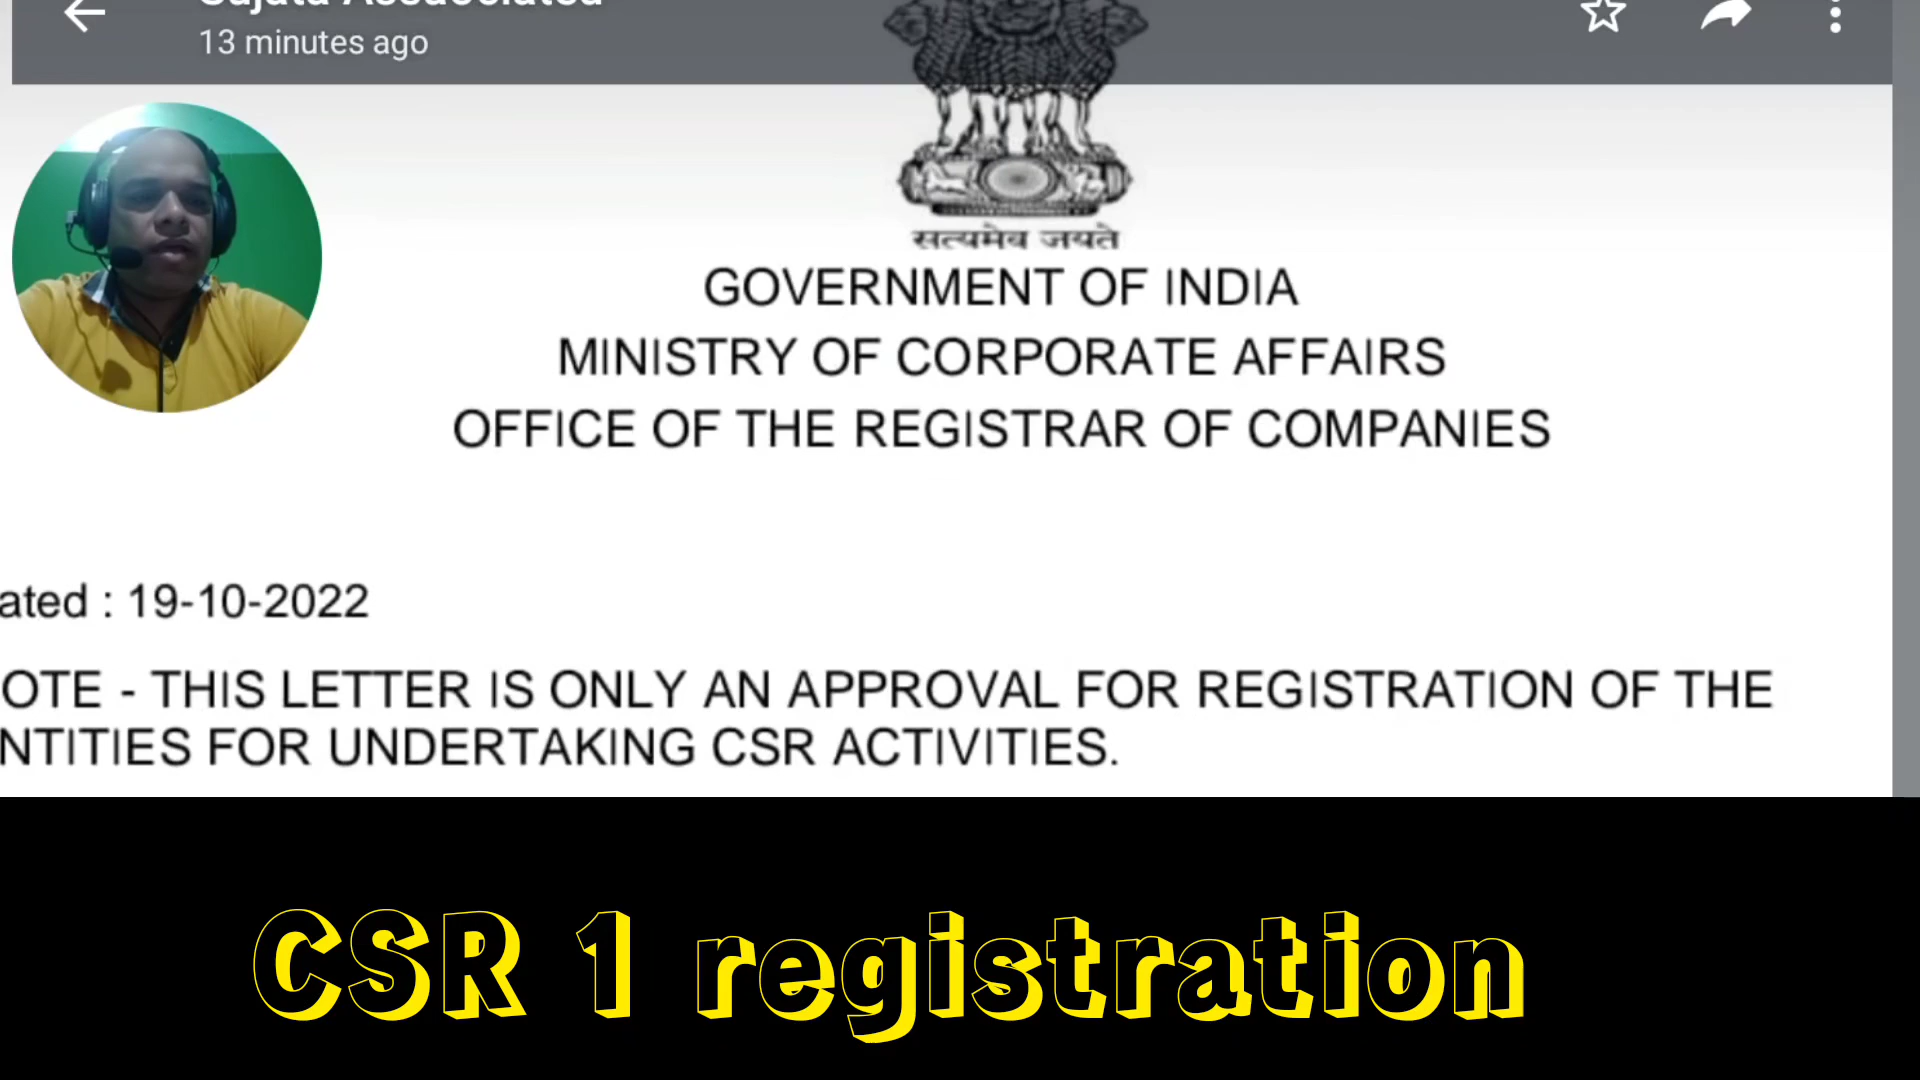 13 minutes ago
सत्यमेव जयते
GOVERNMENT OF INDIA
MINISTRY OF CORPORATE AFFAIRS
OFFICE OF THE REGISTRAR OF COMPANIES
ated : 19-10-2022
OTE - THIS LETTER IS ONLY AN APPROVAL FOR REGISTRATION OF THE
NTITIES FOR UNDERTAKING CSR ACTIVITIES.
CSR 1 registration